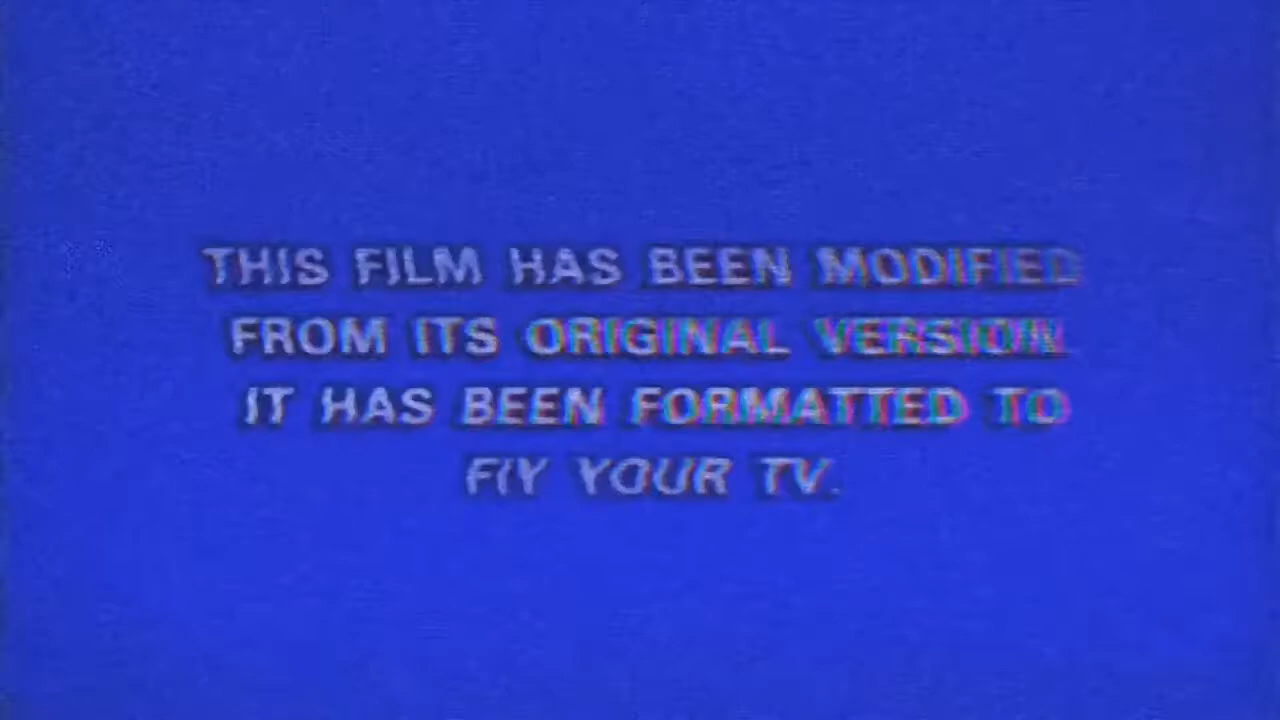 THIS FILM HAS BEEN MODIFIED
FROM ITS ORIGINAL VERSION.
IT HAS BEEN FORMATTED TO
FIY YOUR TV.